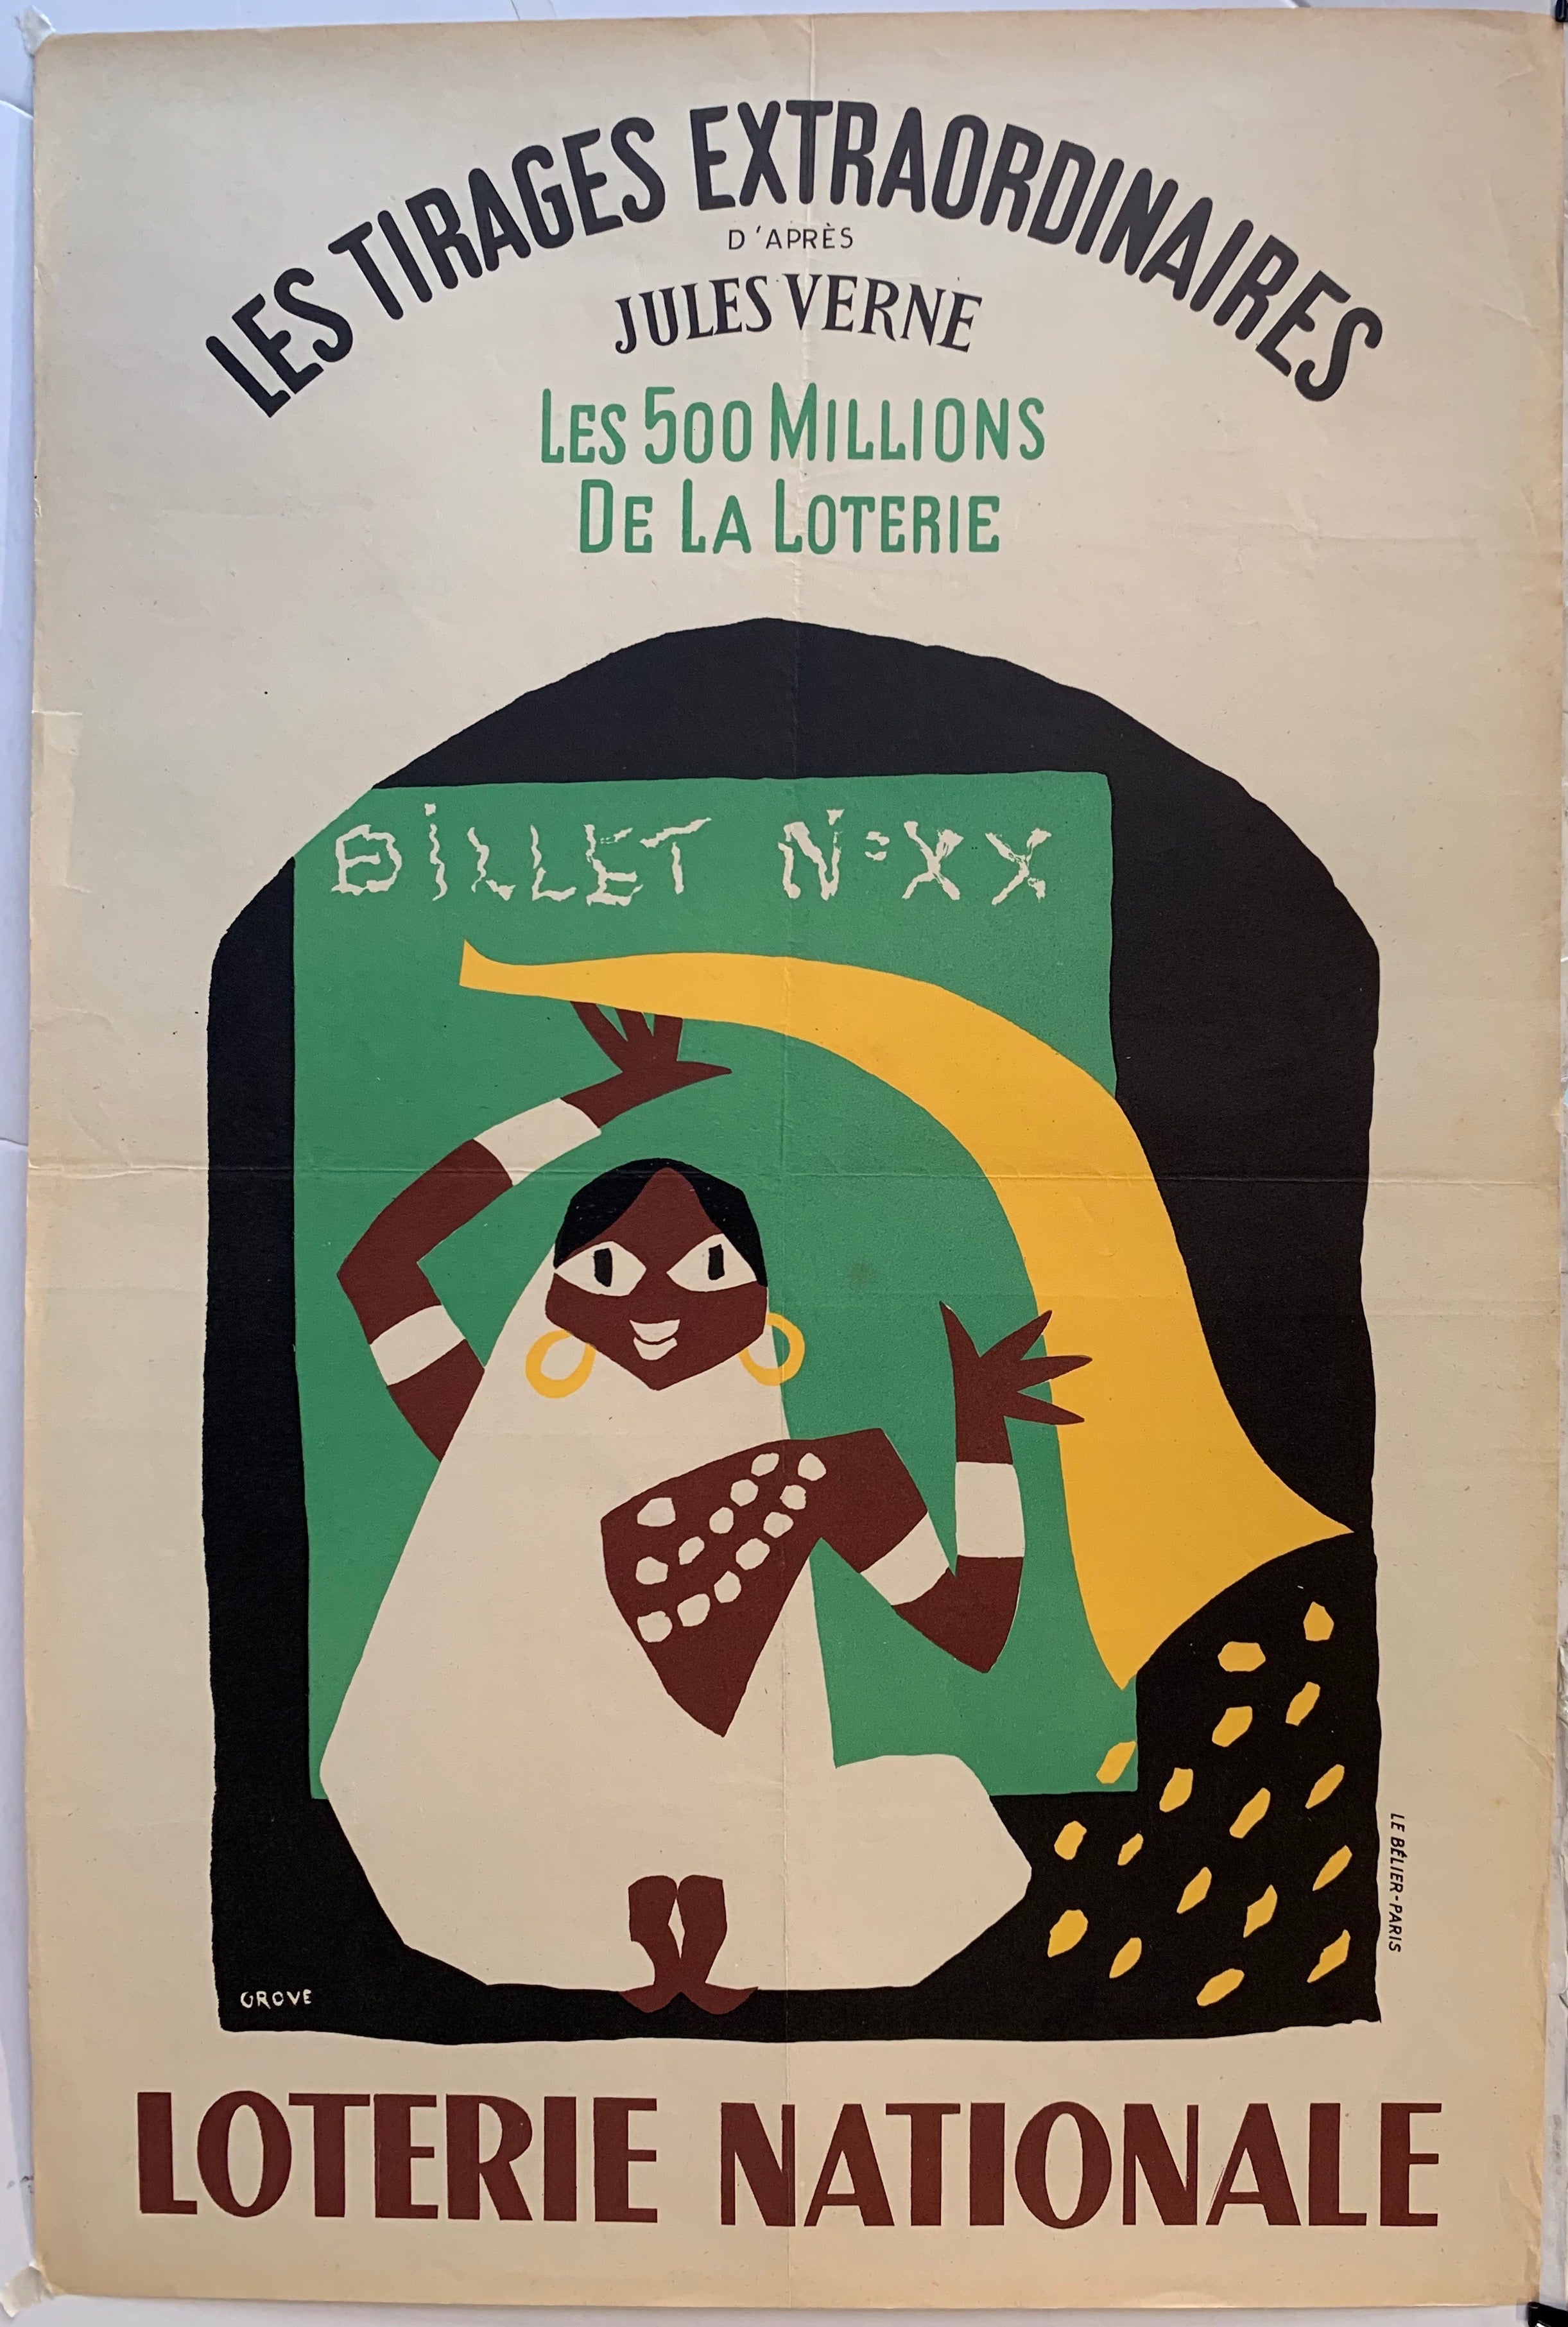 LES TIRAGES EXTRAORDINAIRES
D'APRÈS
JULES VERNE
LES 500 MILLIONS
DE LA LOTERIE
BILLET N=XX
LE BÉLIER-PARIS
GROVE
LOTERIE NATIONALE